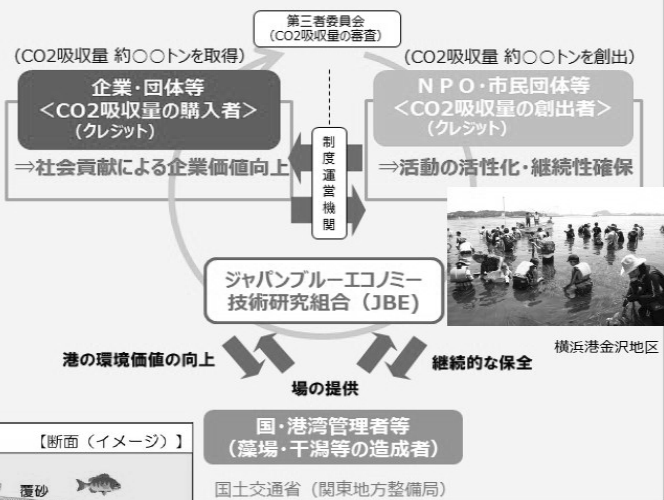 第三者委員会
(CO2吸収量の審査)
(CO2吸収量 約○○トンを取得)
(CO2吸収量 約○○トンを創出)
企業・団体等
<CO2吸収量の購入者>
(クレジット)
⇒社会貢献による企業価値向上
NPO・市民団体等
<CO2吸収量の創出者>
(クレジット)
⇒活動の活性化・継続性確保
制度運営機関
ジャパンブルーエコノミー
技術研究組合(JBE)
横浜港金沢地区
港の環境価値の向上
継続的な保全
場の提供
国・港湾管理者等
(藻場・干潟等の造成者)
国土交通省(関東地方整備局)
【断面(イメージ)】
覆砂